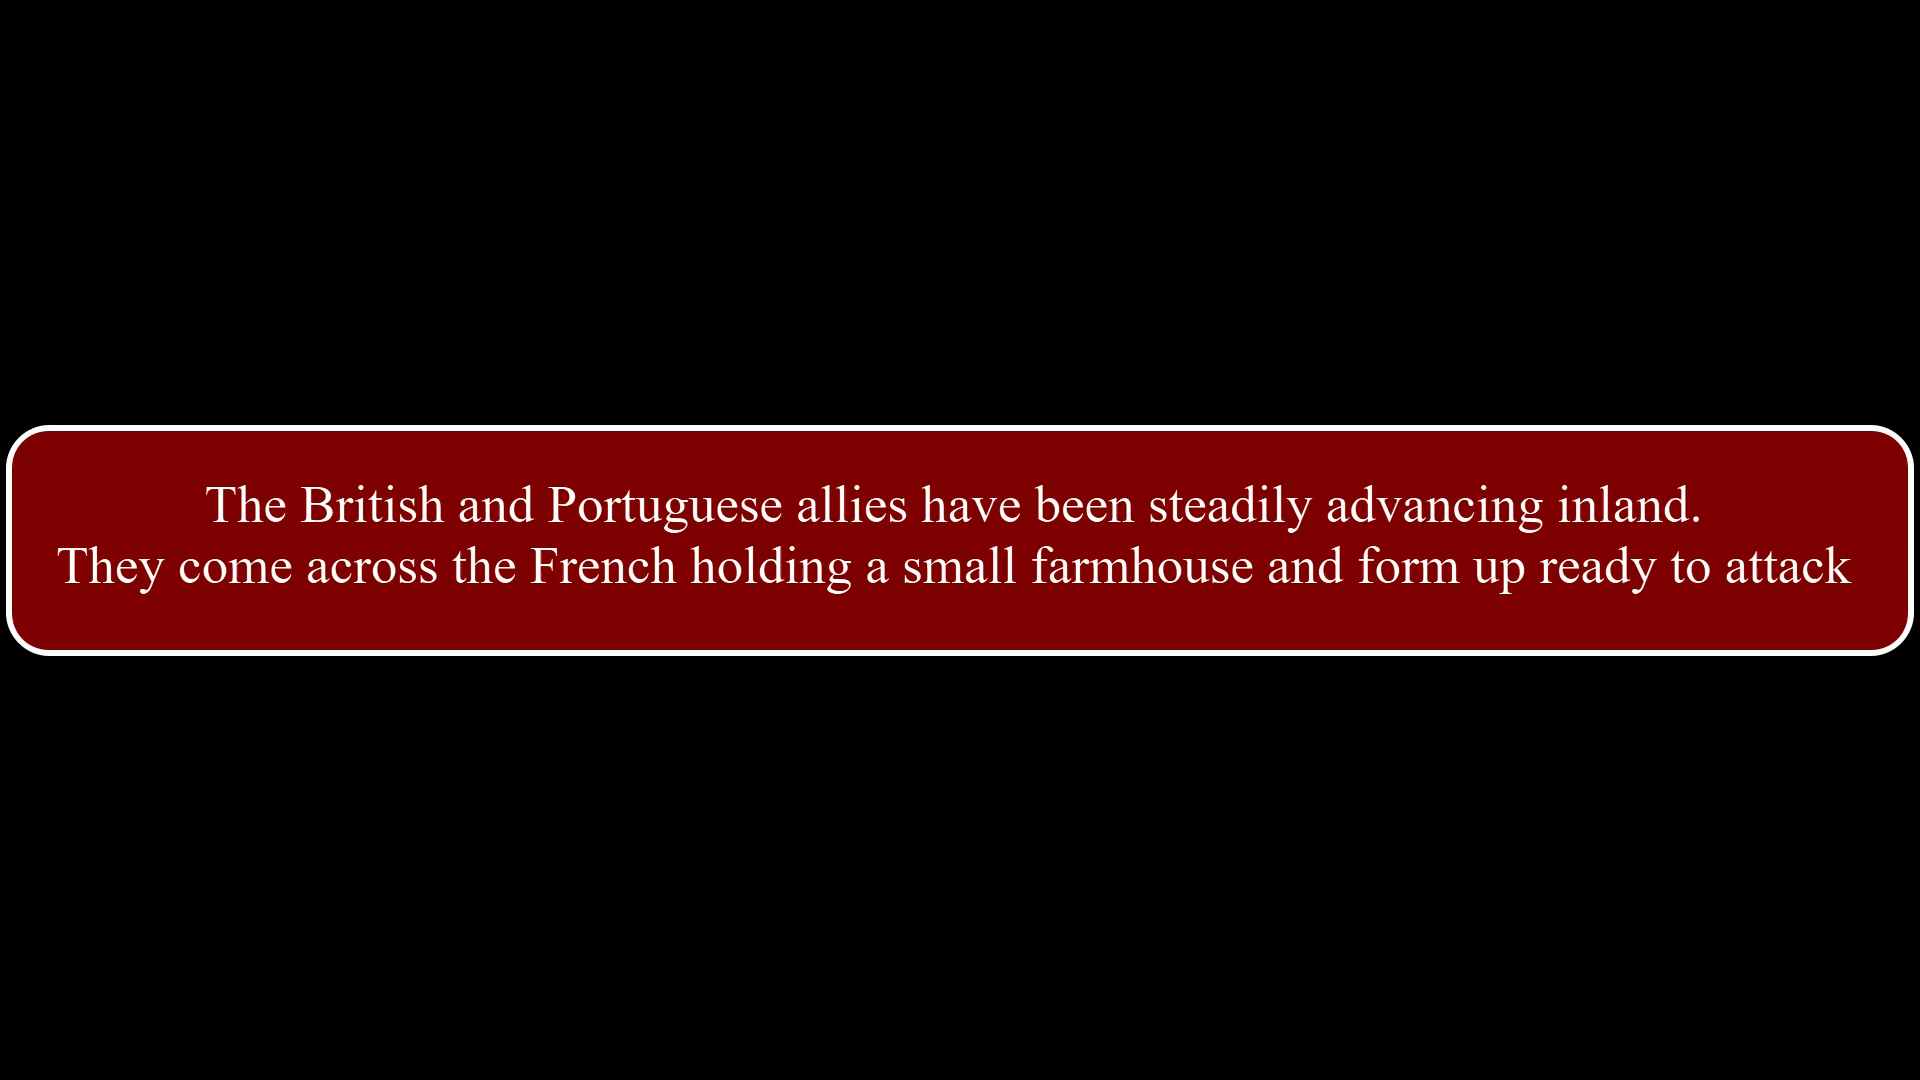 The British and Portuguese allies have been steadily advancing inland.
They come across the French holding a small farmhouse and form up ready to attack